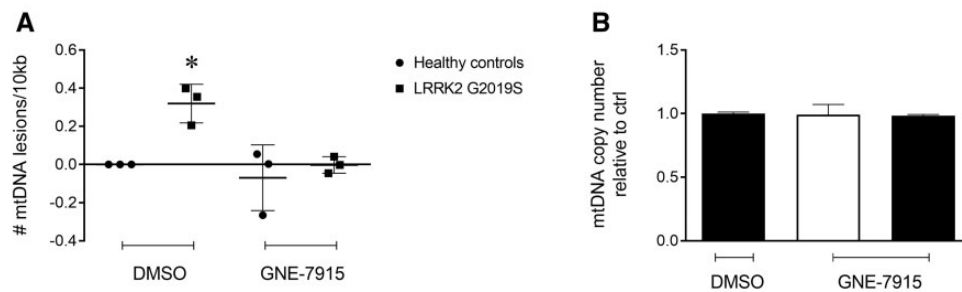 A
# mtDNA lesions/10kb
0.6
0.4
0.2
0.0
-0.2
-0.4
*
DMSO
GNE-7915
Healthy controls
LRRK2 G2019S
B
mtDNA copy number
relative to ctrl
1.5
1.0
0.5
0.0
DMSO
GNE-7915